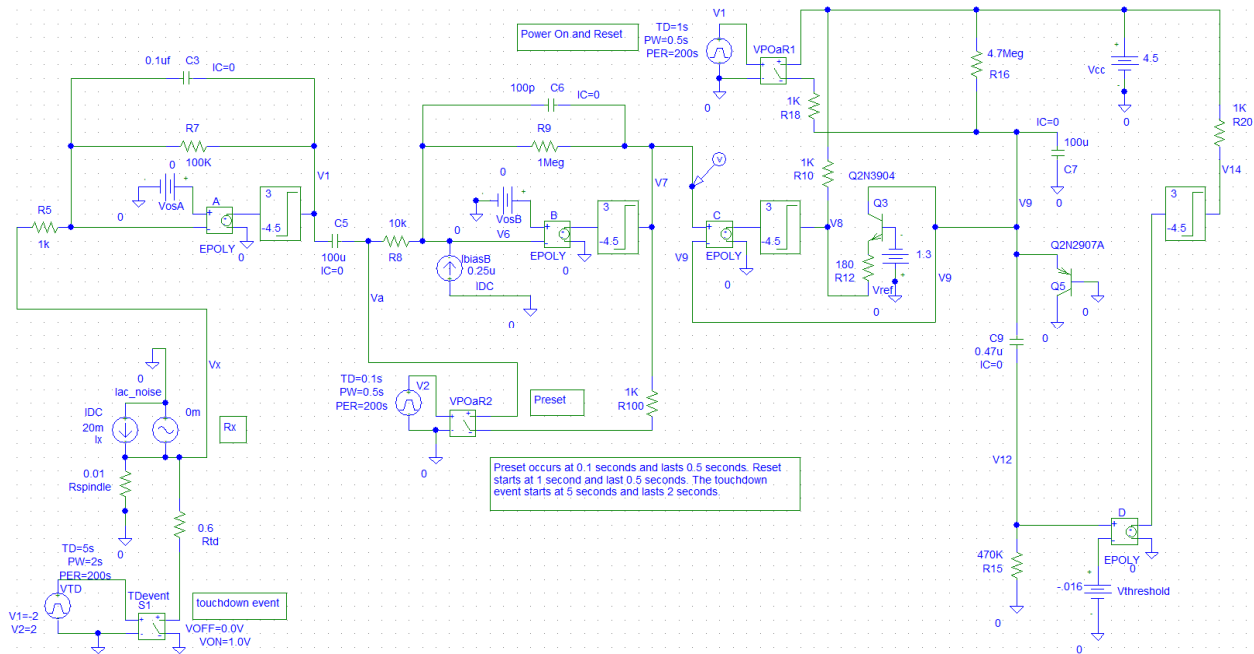 V1
TD=1s
PW=0.5s
PER=200s
Power On and Reset
VPOaR1
4.7Meg
R16
Vcc
4.5
0
1K
R18
1K
R20
0.1uf
C3
IC=0
100p
C6
IC=0
IC=0
100u
C7
0
R7
100K
R9
1Meg
1K
R10
Q2N3904
Q3
V1
V7
V14
0
VosA
0
3
-4.5
A
EPOLY
0
R5
1k
0
VosB
0
B
EPOLY
0
3
-4.5
C5
100u
IC=0
10k
R8
V6
IbiasB
0.25u
IDC
0
C
EPOLY
0
3
-4.5
V8
V9
180
R12
1.3
Vref
0
V9
V9
Q2N2907A
Q5
0
0
3
-4.5
Va
Vx
C9
0.47u
IC=0
0
Iac_noise
IDC
20m
Ix
0m
Rx
TD=0.1s
PW=0.5s
PER=200s
V2
VPOaR2
Preset
0
1K
R100
0.01
Rspindle
0
0.6
Rtd
Preset occurs at 0.1 seconds and lasts 0.5 seconds. Reset
starts at 1 second and last 0.5 seconds. The touchdown
event starts at 5 seconds and lasts 2 seconds.
V12
TD=5s
PW=2s
PER=200s
VTD
V1=-2
V2=2
TDevent
S1
touchdown event
VOFF=0.0V
VON=1.0V
470K
R15
0
D
EPOLY
0
-.016
Vthreshold
0